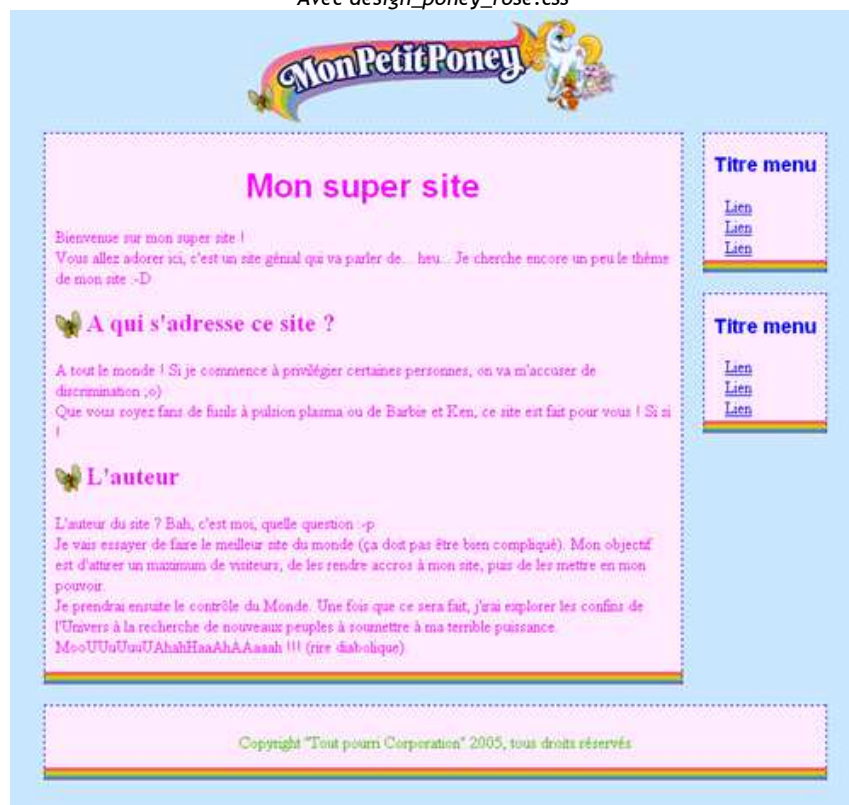 Avec design_poney_rose.css
Mon Petit Poney
Mon super site
Bienvenue sur mon super site !
Vous allez adorer ici, c'est un site génial qui va parler de... heu... Je cherche encore un peu le thème
de mon site :-D
A qui s'adresse ce site ?
A tout le monde ! Si je commence à privilégier certaines personnes, on va m'accuser de
discrimination ;o)
Que vous soyez fans de fusils à pulsion plasma ou de Barbie et Ken, ce site est fait pour vous ! Si si
!
L'auteur
L'auteur du site ? Bah, c'est moi, quelle question :-p
Je vais essayer de faire le meilleur site du monde (ça doit pas être bien compliqué). Mon objectif
est d'attirer un maximum de visiteurs, de les rendre accros à mon site, puis de les mettre en mon
pouvoir.
Je prendrai ensuite le contrôle du Monde. Une fois que ce sera fait, j'irai explorer les confins de
l'Univers à la recherche de nouveaux peuples à soumettre à ma terrible puissance.
MooUUuUuuUAhahHaaAhAAaaah !!! (rire diabolique)
Titre menu
Lien
Lien
Lien
Titre menu
Lien
Lien
Lien
Copyright "Tout pourri Corporation" 2005, tous droits réservés